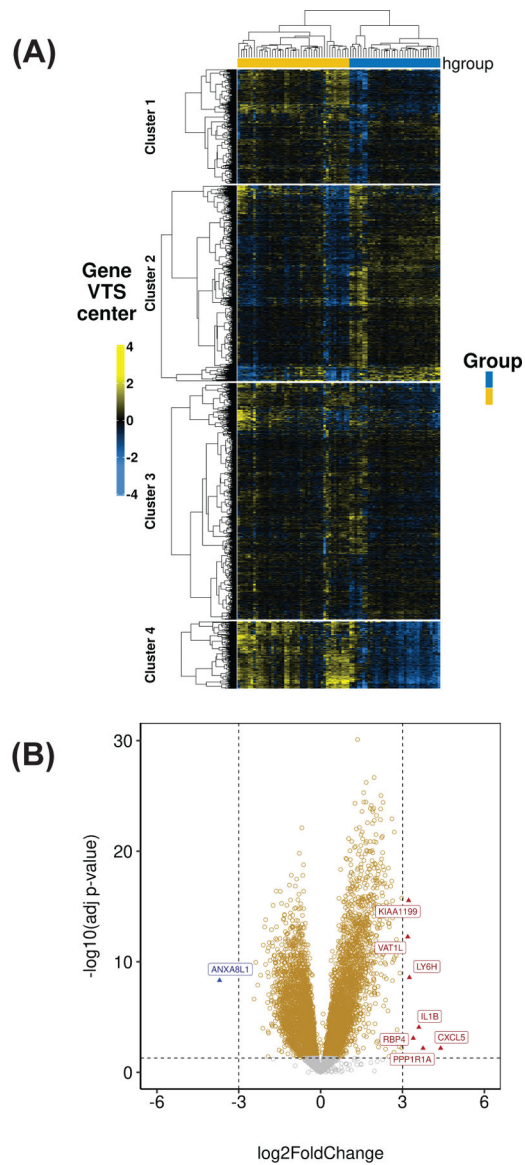 (A)
hgroup
Cluster 1
Cluster 2
Cluster 3
Cluster 4
Gene
VTS
center
4
2
0
-2
-4
Group
(B)
30
20
10
0
-log10(adj p-value)
KIAA1199
VAT1L
LY6H
ANXA8L1
IL1B
RBP4
CXCL5
PPP1R1A
-6
-3
0
3
6
log2FoldChange